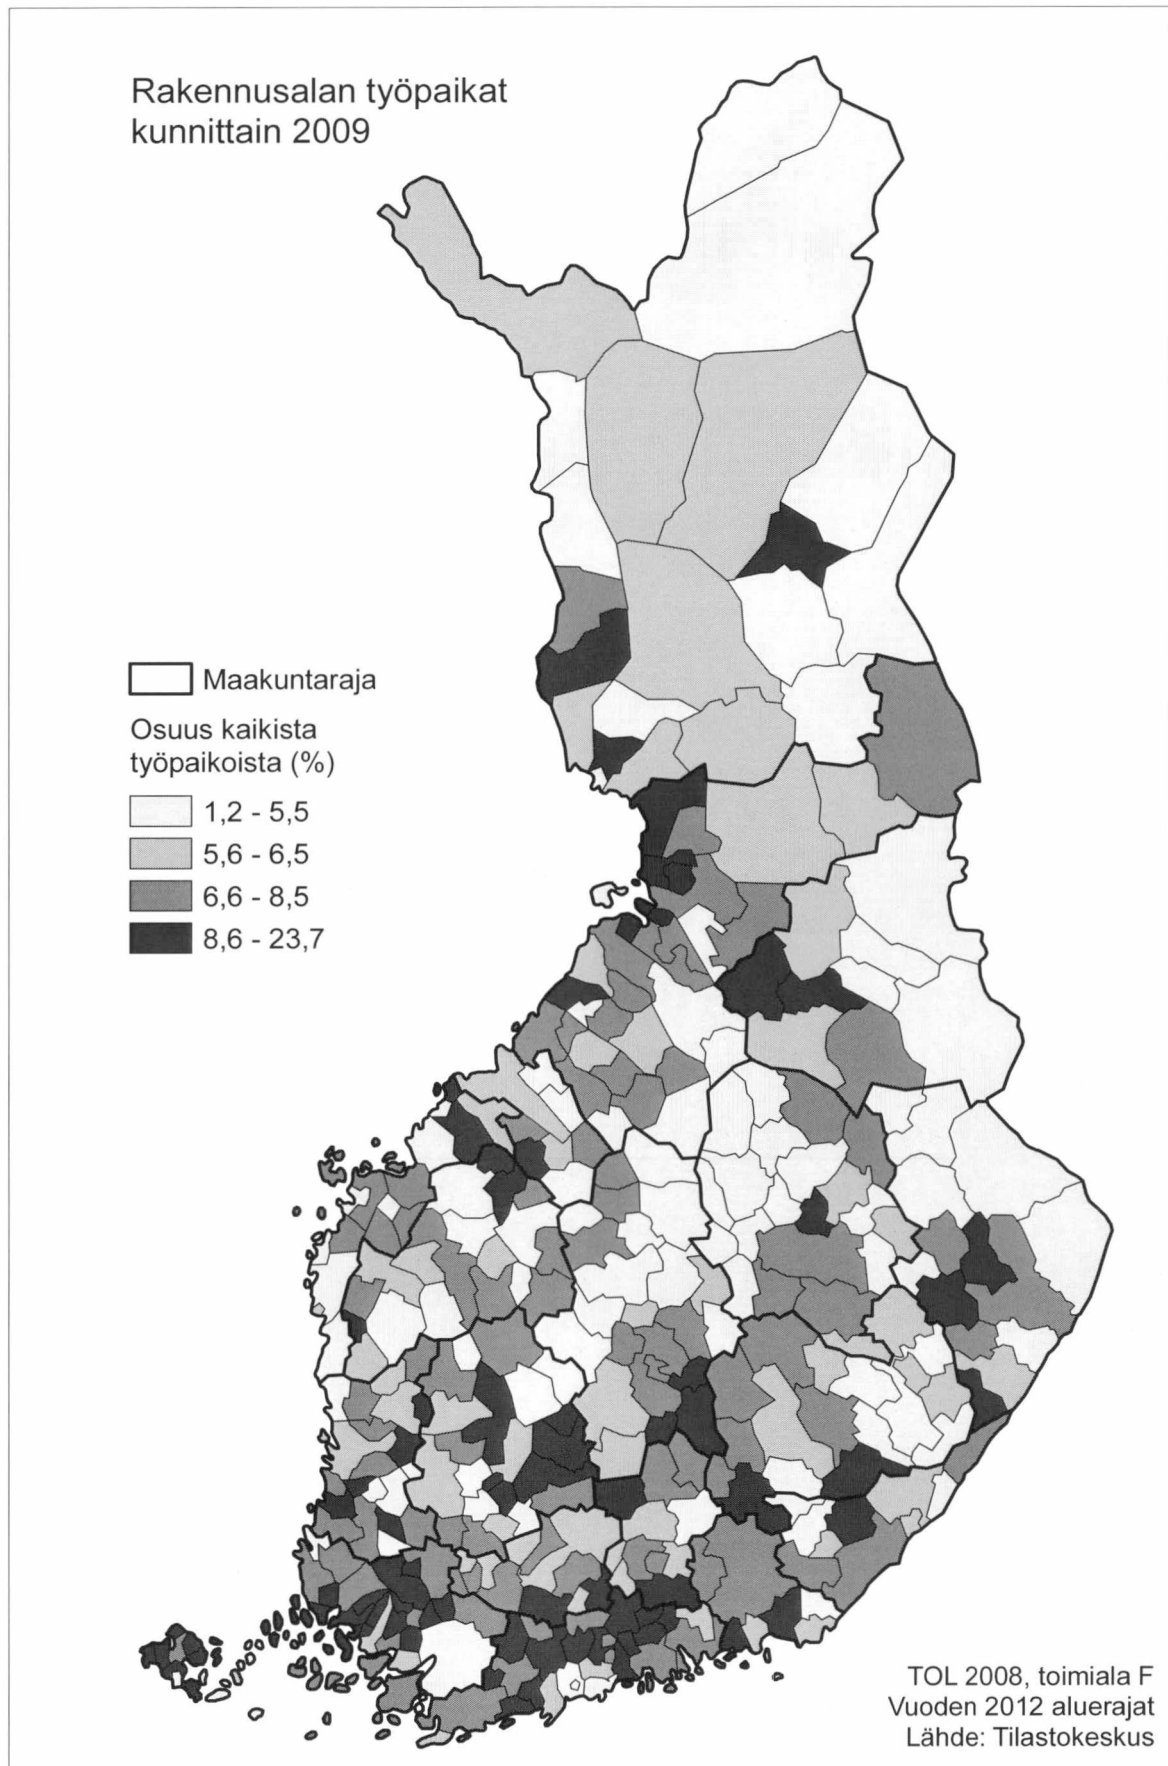 Rakennusalan työpaikat
kunnittain 2009
Maakuntaraja
Osuus kaikista
työpaikoista (%)
1,2 - 5,5
5,6 - 6,5
6,6 - 8,5
8,6 - 23,7
TOL 2008, toimiala F
Vuoden 2012 aluerajat
Lähde: Tilastokeskus